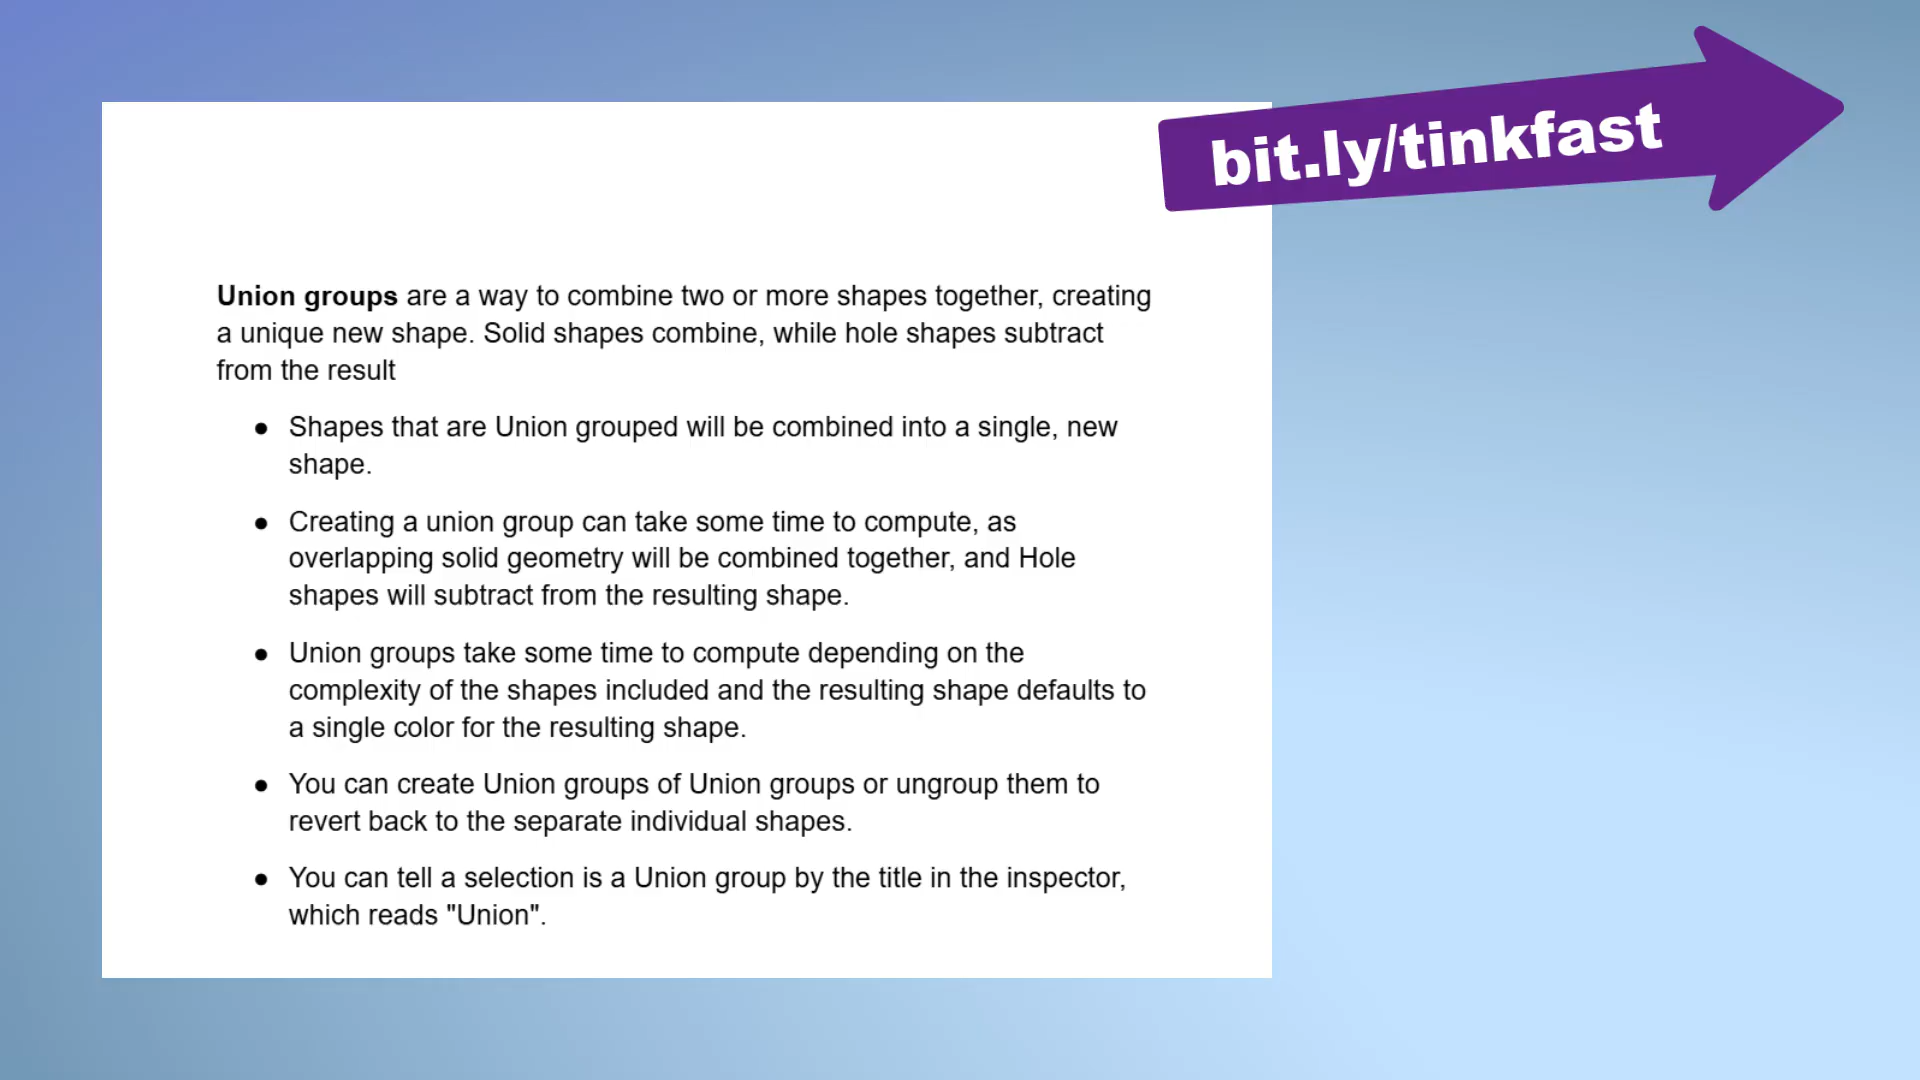 bit.ly/tinkfast
Union groups are a way to combine two or more shapes together, creating
a unique new shape. Solid shapes combine, while hole shapes subtract
from the result
● Shapes that are Union grouped will be combined into a single, new
shape.
● Creating a union group can take some time to compute, as
overlapping solid geometry will be combined together, and Hole
shapes will subtract from the resulting shape.
● Union groups take some time to compute depending on the
complexity of the shapes included and the resulting shape defaults to
a single color for the resulting shape.
● You can create Union groups of Union groups or ungroup them to
revert back to the separate individual shapes.
● You can tell a selection is a Union group by the title in the inspector,
which reads "Union".